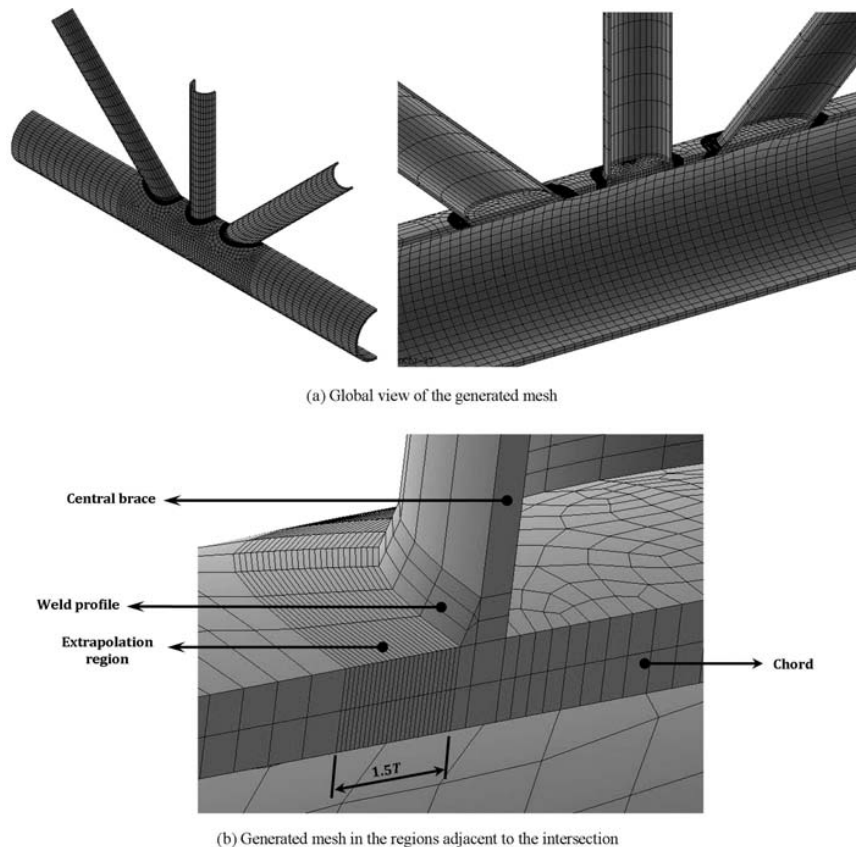 (a) Global view of the generated mesh
Central brace
Weld profile
Extrapolation
region
Chord
1.5T
(b) Generated mesh in the regions adjacent to the intersection